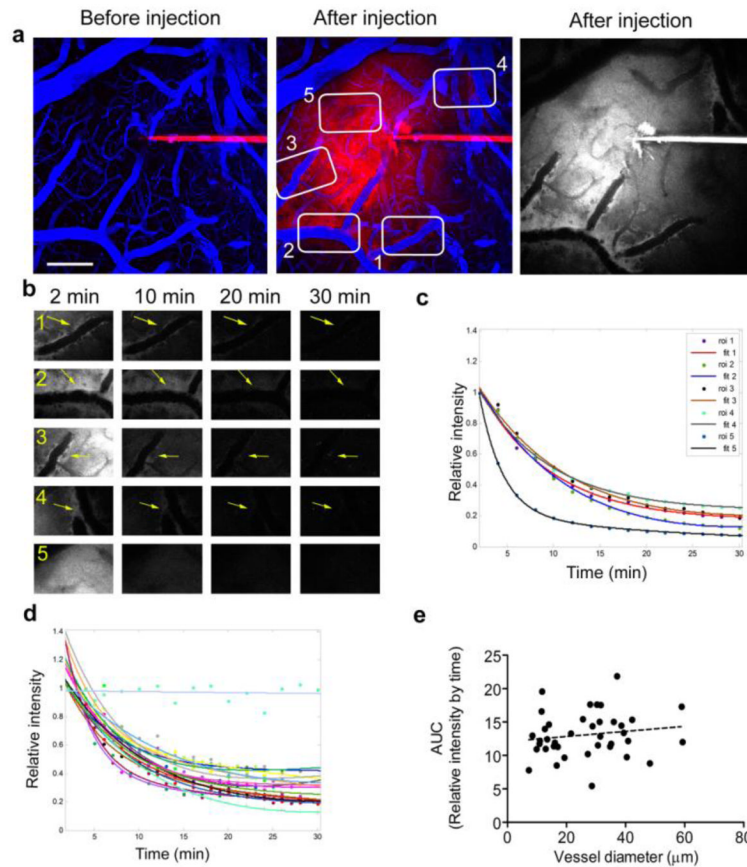 Before injection
After injection
After injection
a
4
5
3
2
1
b
2 min
10 min
20 min
30 min
1
2
3
4
5
c
1.4
1.2
1
0.8
0.6
0.4
0.2
0
5
10
15
20
25
30
Relative intensity
Time (min)
roi 1
fit 1
roi 2
fit 2
roi 3
fit 3
roi 4
fit 4
roi 5
fit 5
d
1.4
1.2
1
0.8
0.6
0.4
0.2
0
5
10
15
20
25
30
Relative intensity
Time (min)
e
25
20
15
10
5
0
0
20
40
60
80
AUC
(Relative intensity by time)
Vessel diameter (μm)